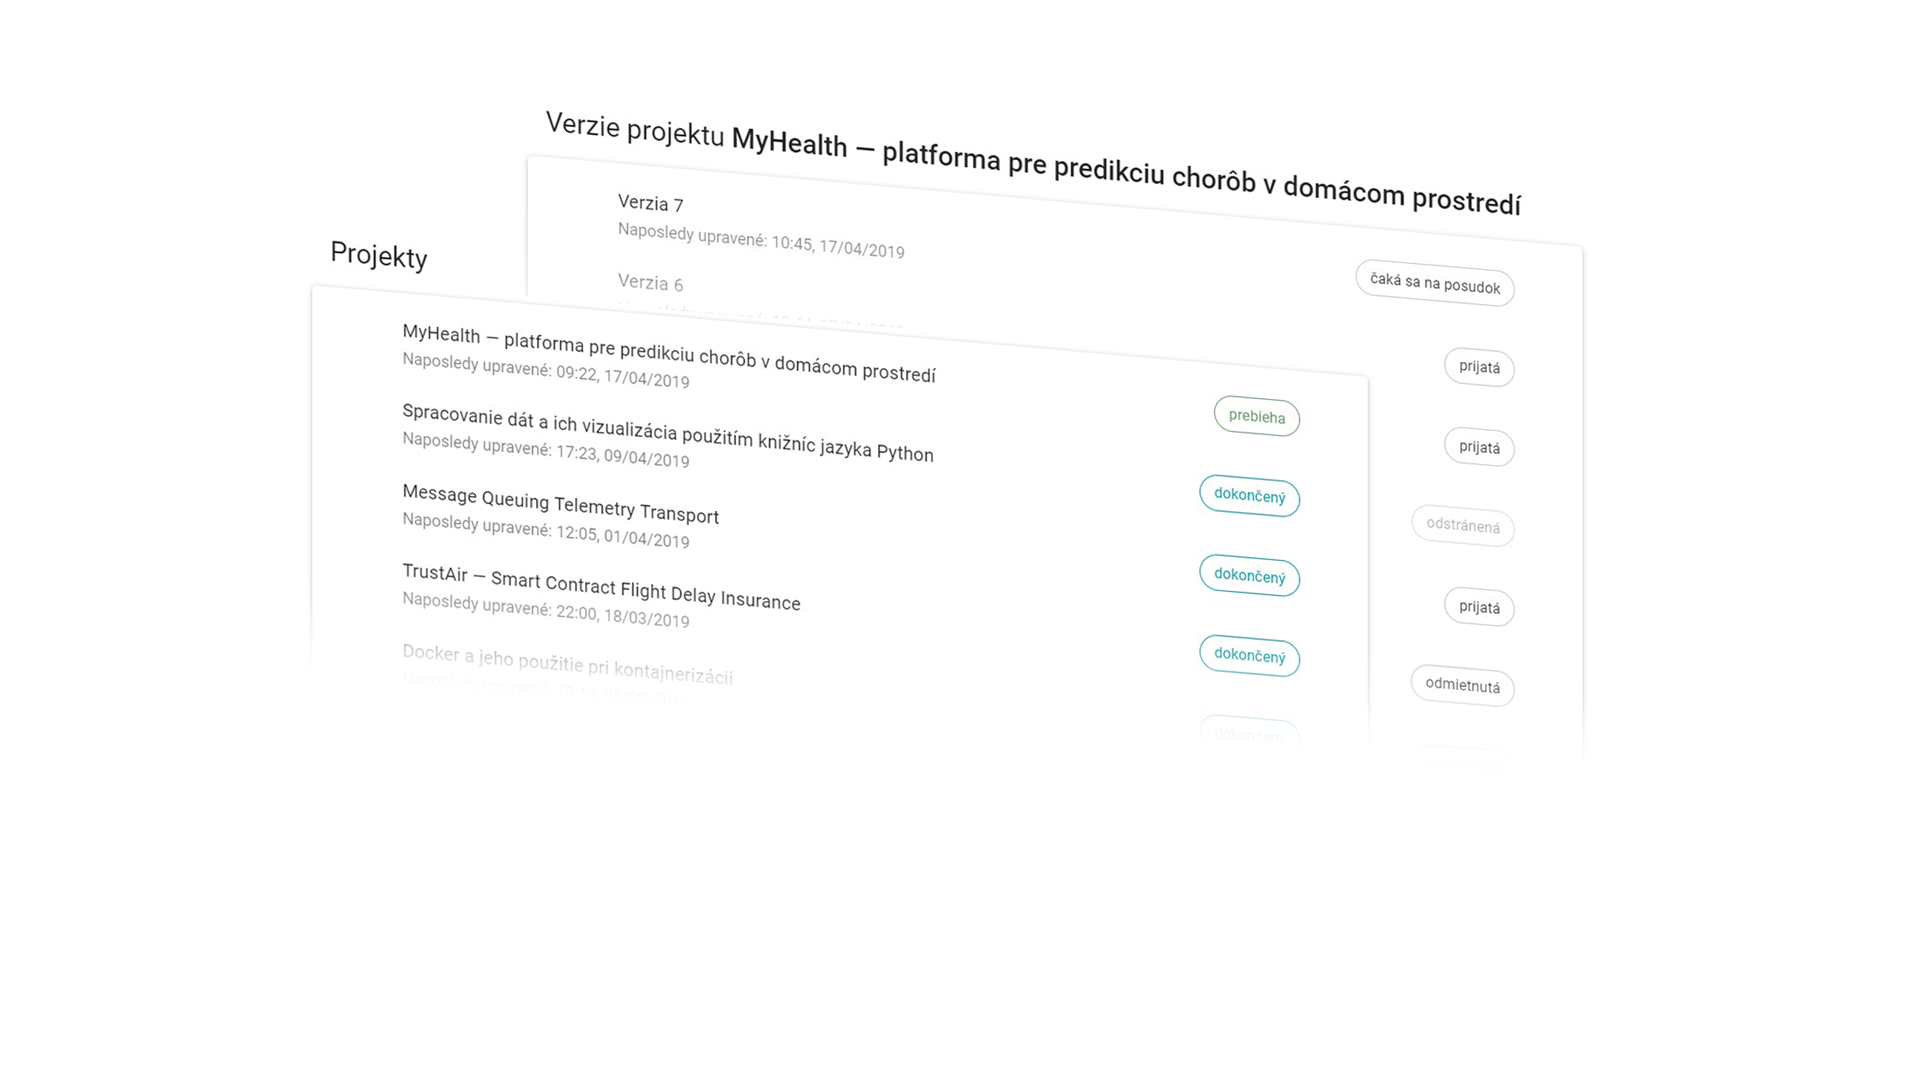 Verzie projektu MyHealth — platforma pre predikciu chorôb v domácom prostredí
Verzia 7
Naposledy upravené: 10:45, 17/04/2019
čaká sa na posudok
Verzia 6
prijatá
prijatá
odstránená
prijatá
odmietnutá
Projekty
MyHealth — platforma pre predikciu chorôb v domácom prostredí
Naposledy upravené: 09:22, 17/04/2019
prebieha
Spracovanie dát a ich vizualizácia použitím knižníc jazyka Python
Naposledy upravené: 17:23, 09/04/2019
dokončený
Message Queuing Telemetry Transport
Naposledy upravené: 12:05, 01/04/2019
dokončený
TrustAir — Smart Contract Flight Delay Insurance
Naposledy upravené: 22:00, 18/03/2019
dokončený
Docker a jeho použitie pri kontajnerizácii
Naposledy upravené:
dokončený